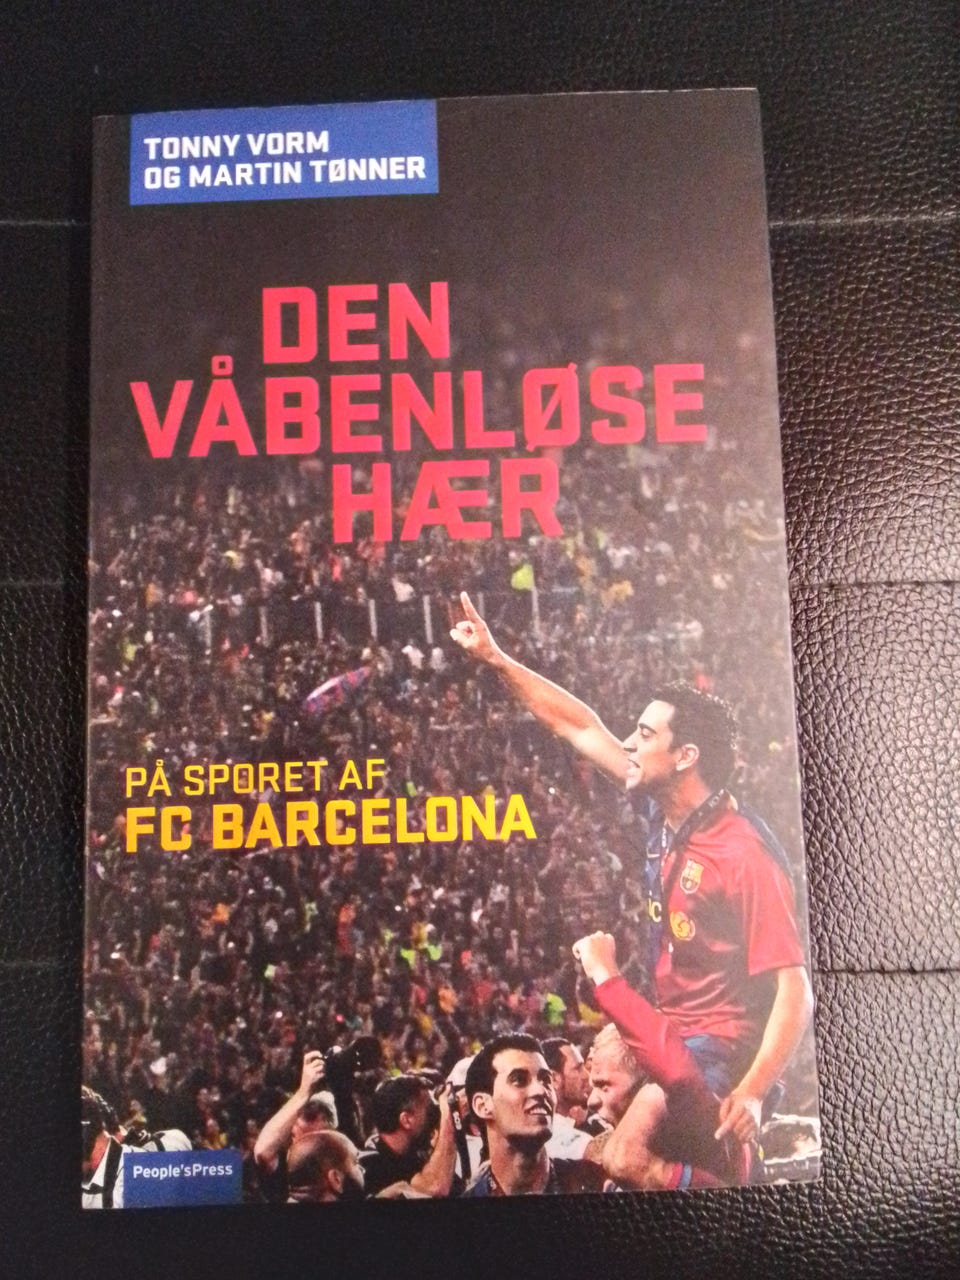 TONNY VORM
OG MARTIN TØNNER
DEN
VÅBENLØSE
HÆR
PÅ SPORET AF
FC BARCELONA
People'sPress